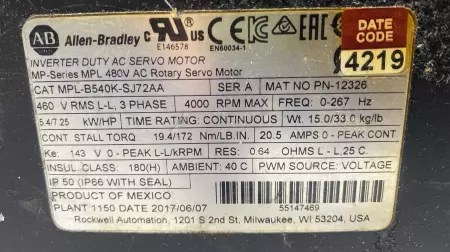 AB Allen-Bradley c UR US E146578 CE EN60034-1 EAC
DATE CODE
4219
INVERTER DUTY AC SERVO MOTOR
MP-Series MPL 480V AC Rotary Servo Motor
CAT MPL-B540K-SJ72AA SER A MAT NO PN-12326
460 V RMS L-L, 3 PHASE 4000 RPM MAX FREQ: 0-267 Hz
5.4/7.25 kW/HP TIME RATING: CONTINUOUS Wt. 15.0/33.0 kg/lb
CONT. TORQUE: 19.4/172 Nm/LB.IN. 20.5 AMPS 0 - PEAK CONT
Ke: 143 V 0 - PEAK L-L/kRPM RES: 0.64 OHMS L-L, 25 C.
INSUL CLASS: 180(H) AMBIENT: 40 C PWM SOURCE: VOLTAGE
IP 50 (IP66 WITH SEAL)
PRODUCT OF MEXICO
PLANT 1150 DATE 2017/06/07 55147469
Rockwell Automation, 1201 S 2nd St, Milwaukee, WI 53204, USA